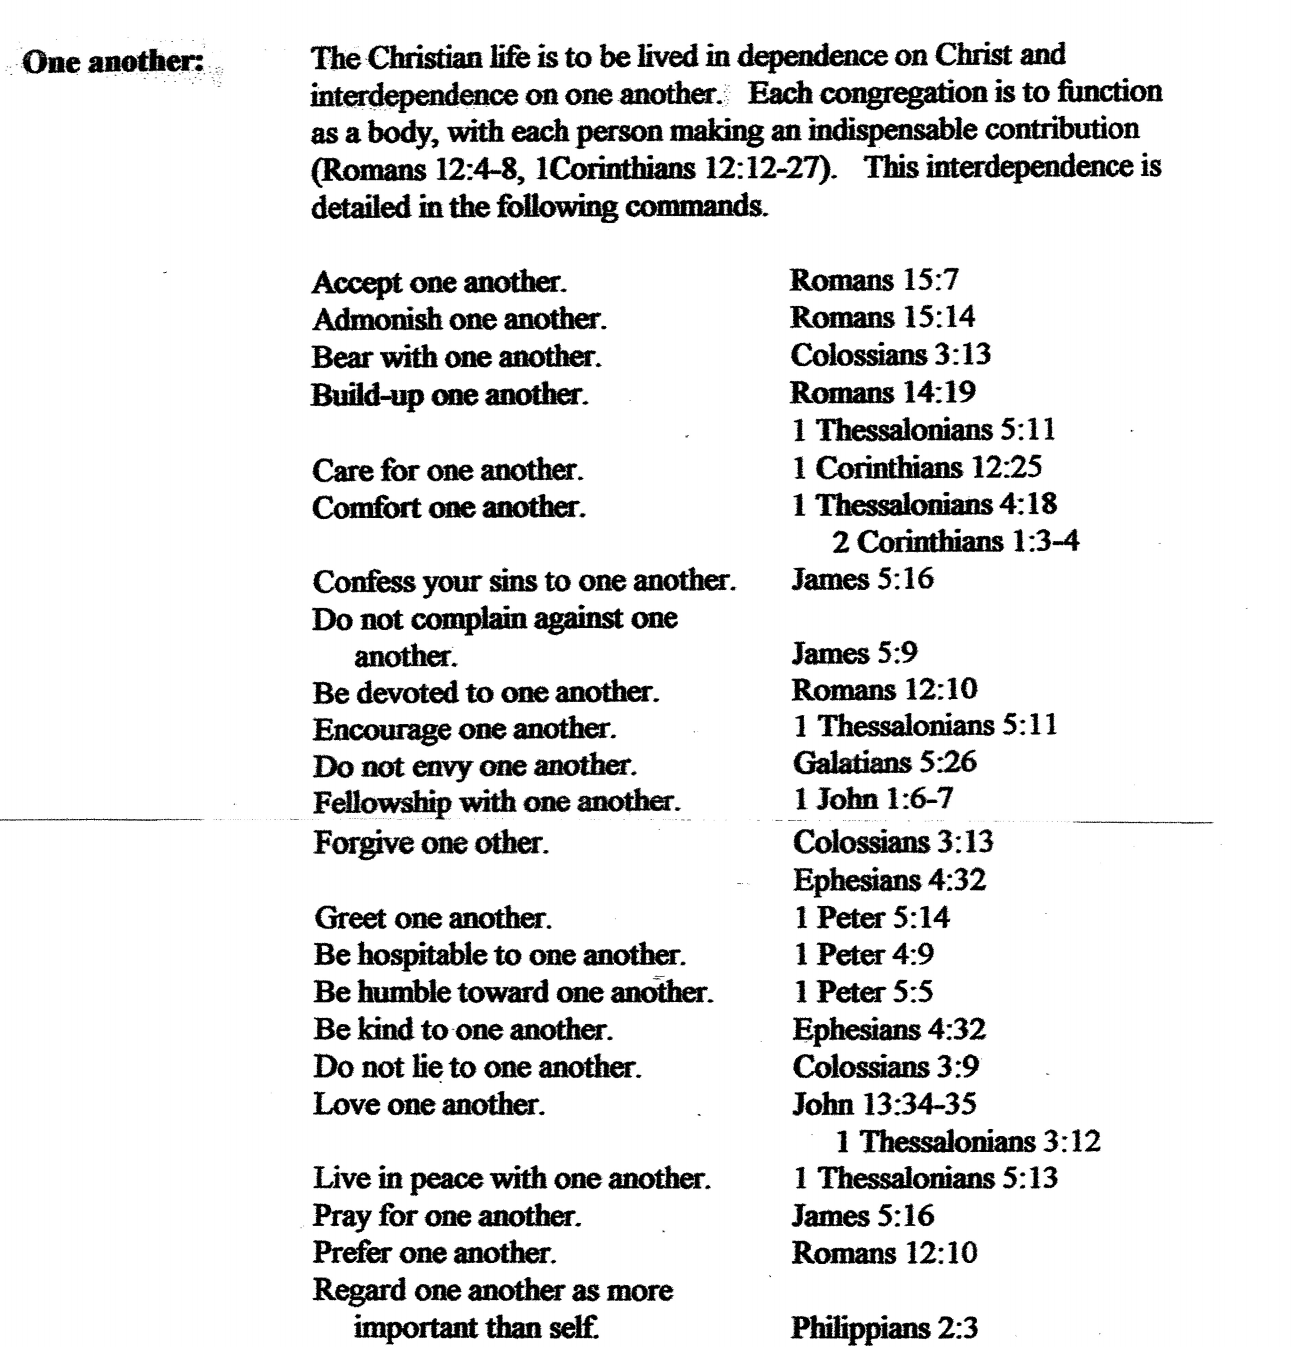 One another: The Christian life is to be lived in dependence on Christ and
interdependence on one another. Each congregation is to function
as a body, with each person making an indispensable contribution
(Romans 12:4-8, 1Corinthians 12:12-27). This interdependence is
detailed in the following commands.
Accept one another. Romans 15:7
Admonish one another. Romans 15:14
Bear with one another. Colossians 3:13
Build-up one another. Romans 14:19
1 Thessalonians 5:11
Care for one another. 1 Corinthians 12:25
Comfort one another. 1 Thessalonians 4:18
2 Corinthians 1:3-4
Confess your sins to one another. James 5:16
Do not complain against one
another. James 5:9
Be devoted to one another. Romans 12:10
Encourage one another. 1 Thessalonians 5:11
Do not envy one another. Galatians 5:26
Fellowship with one another. 1 John 1:6-7
Forgive one other. Colossians 3:13
Ephesians 4:32
Greet one another. 1 Peter 5:14
Be hospitable to one another. 1 Peter 4:9
Be humble toward one another. 1 Peter 5:5
Be kind to one another. Ephesians 4:32
Do not lie to one another. Colossians 3:9
Love one another. John 13:34-35
1 Thessalonians 3:12
Live in peace with one another. 1 Thessalonians 5:13
Pray for one another. James 5:16
Prefer one another. Romans 12:10
Regard one another as more
important than self. Philippians 2:3